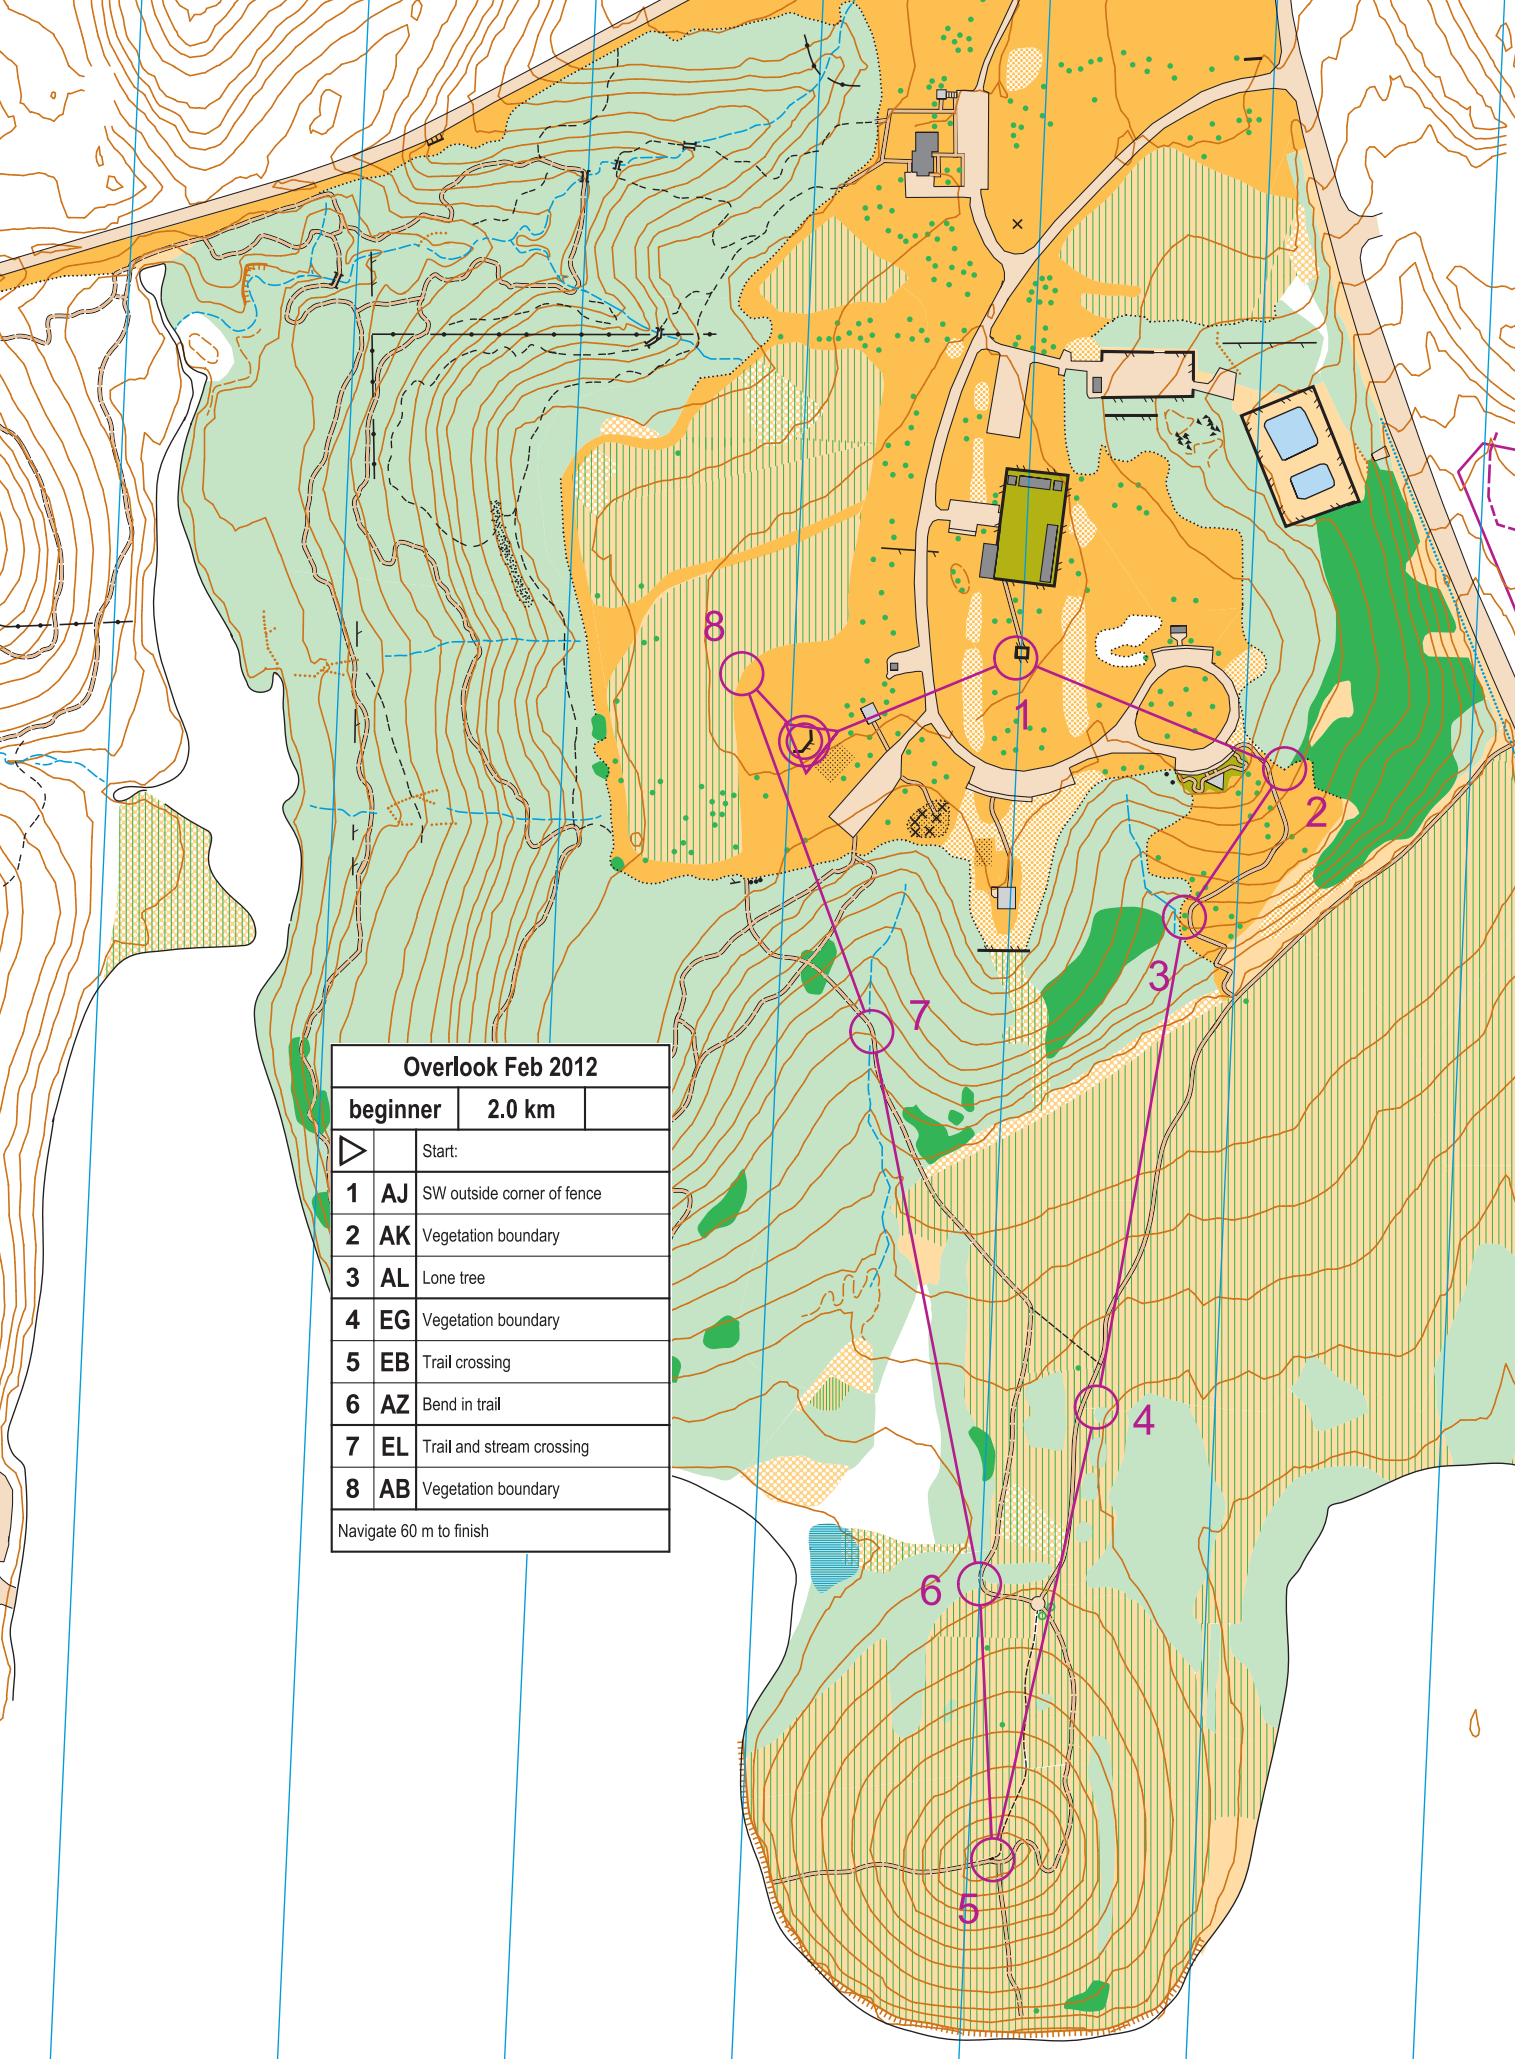 8
1
2
3
7
Overlook Feb 2012
beginner 2.0 km
Start:
1 AJ SW outside corner of fence
2 AK Vegetation boundary
3 AL Lone tree
4 EG Vegetation boundary
5 EB Trail crossing
6 AZ Bend in trail
7 EL Trail and stream crossing
8 AB Vegetation boundary
Navigate 60 m to finish
4
6
5